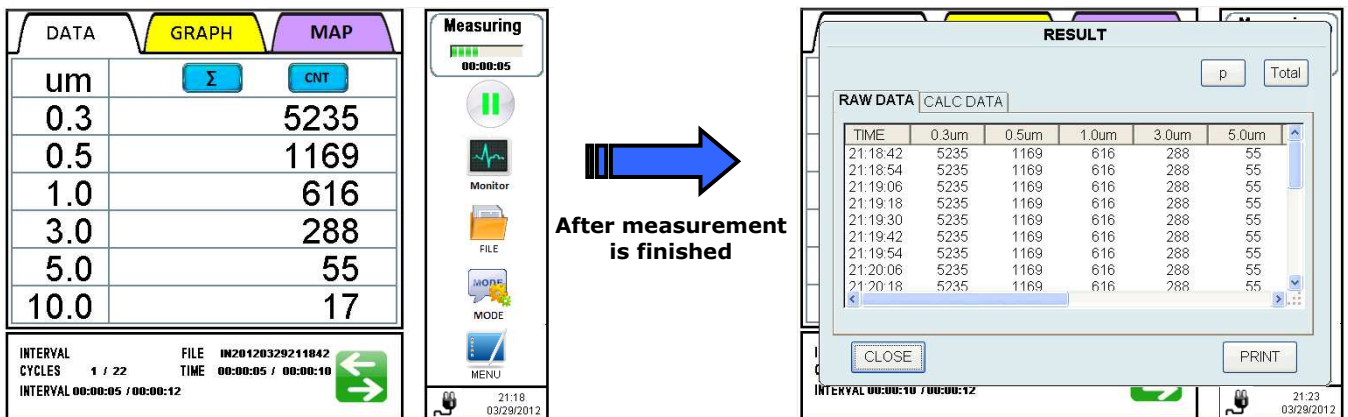 DATA GRAPH MAP
um Σ CNT
0.3 5235
0.5 1169
1.0 616
3.0 288
5.0 55
10.0 17
INTERVAL FILE IN20120329211842
CYCLES 1 / 22 TIME 00:00:05 / 00:00:10
INTERVAL 00:00:05 / 00:00:12
Measuring
00:00:05
Monitor
FILE
MODE
MODE
MENU
21:18
03/29/2012
After measurement
is finished
RESULT
p Total
RAW DATA CALC DATA
TIME 0.3um 0.5um 1.0um 3.0um 5.0um
21:18:42 5235 1169 616 288 55
21:18:54 5235 1169 616 288 55
21:19:06 5235 1169 616 288 55
21:19:18 5235 1169 616 288 55
21:19:30 5235 1169 616 288 55
21:19:42 5235 1169 616 288 55
21:19:54 5235 1169 616 288 55
21:20:06 5235 1169 616 288 55
21:20:18 5235 1169 616 288 55
CLOSE PRINT
INTERVAL 00:00:10 / 00:00:12
21:23
03/29/2012